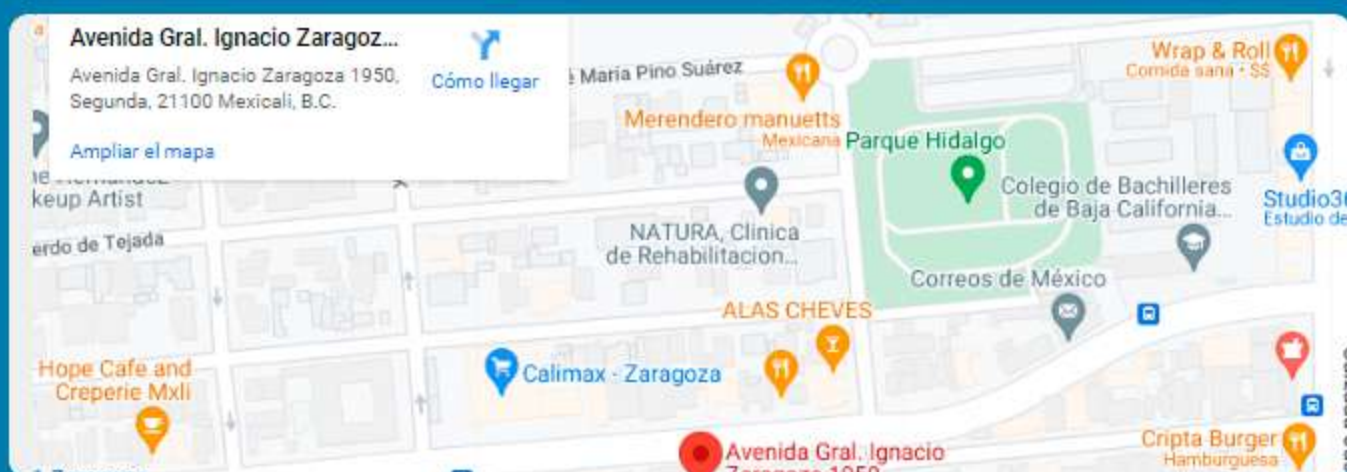 Avenida Gral. Ignacio Zaragoz...
Avenida Gral. Ignacio Zaragoza 1950,
Segunda, 21100 Mexicali, B.C.
Cómo llegar
Ampliar el mapa
María Pino Suárez
Merendero manuetts
Mexicana
Parque Hidalgo
Wrap & Roll
Comida sana • $$
keup Artist
erdo de Tejada
NATURA, Clinica
de Rehabilitacion...
Colegio de Bachilleres
de Baja California...
Studio36
Estudio de
Correos de México
ALAS CHEVES
Hope Cafe and
Creperie Mxli
Calimax - Zaragoza
Avenida Gral. Ignacio
Zaragoza 1950
Cripta Burger
Hamburguesa